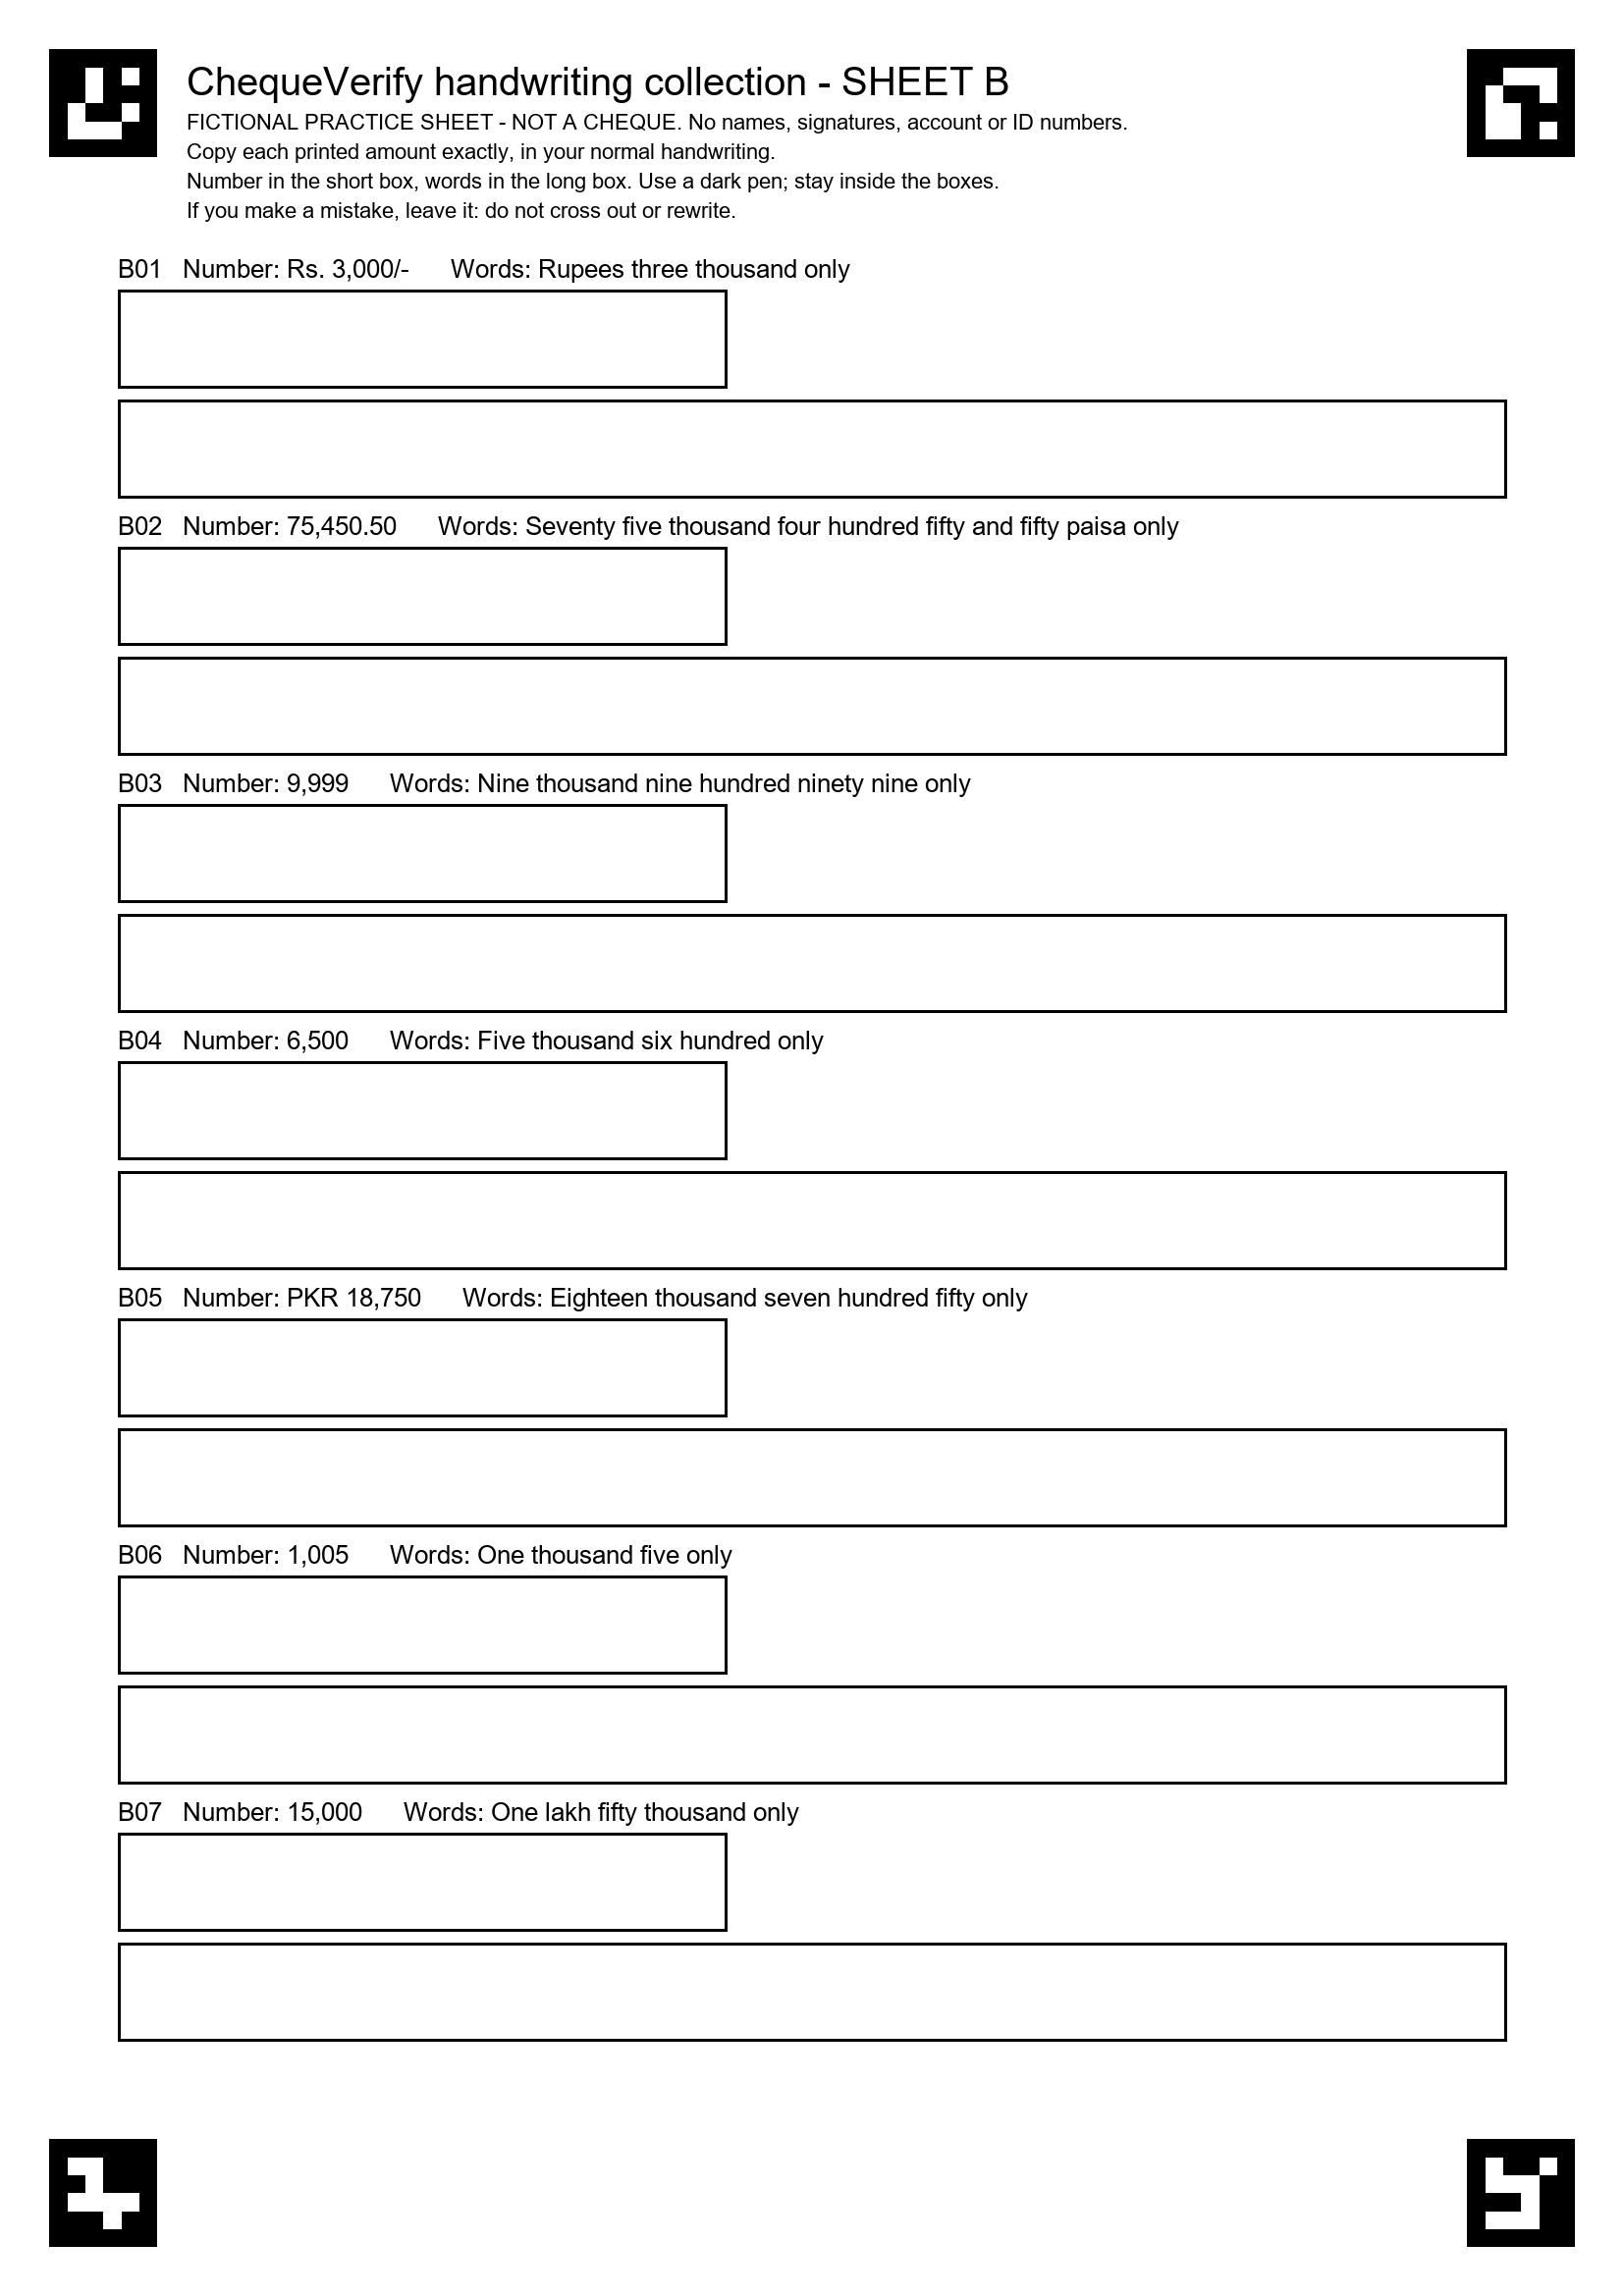 ChequeVerify handwriting collection - SHEET B
FICTIONAL PRACTICE SHEET - NOT A CHEQUE. No names, signatures, account or ID numbers.
Copy each printed amount exactly, in your normal handwriting.
Number in the short box, words in the long box. Use a dark pen; stay inside the boxes.
If you make a mistake, leave it: do not cross out or rewrite.
B01 Number: Rs. 3,000/- Words: Rupees three thousand only
B02 Number: 75,450.50 Words: Seventy five thousand four hundred fifty and fifty paisa only
B03 Number: 9,999 Words: Nine thousand nine hundred ninety nine only
B04 Number: 6,500 Words: Five thousand six hundred only
B05 Number: PKR 18,750 Words: Eighteen thousand seven hundred fifty only
B06 Number: 1,005 Words: One thousand five only
B07 Number: 15,000 Words: One lakh fifty thousand only